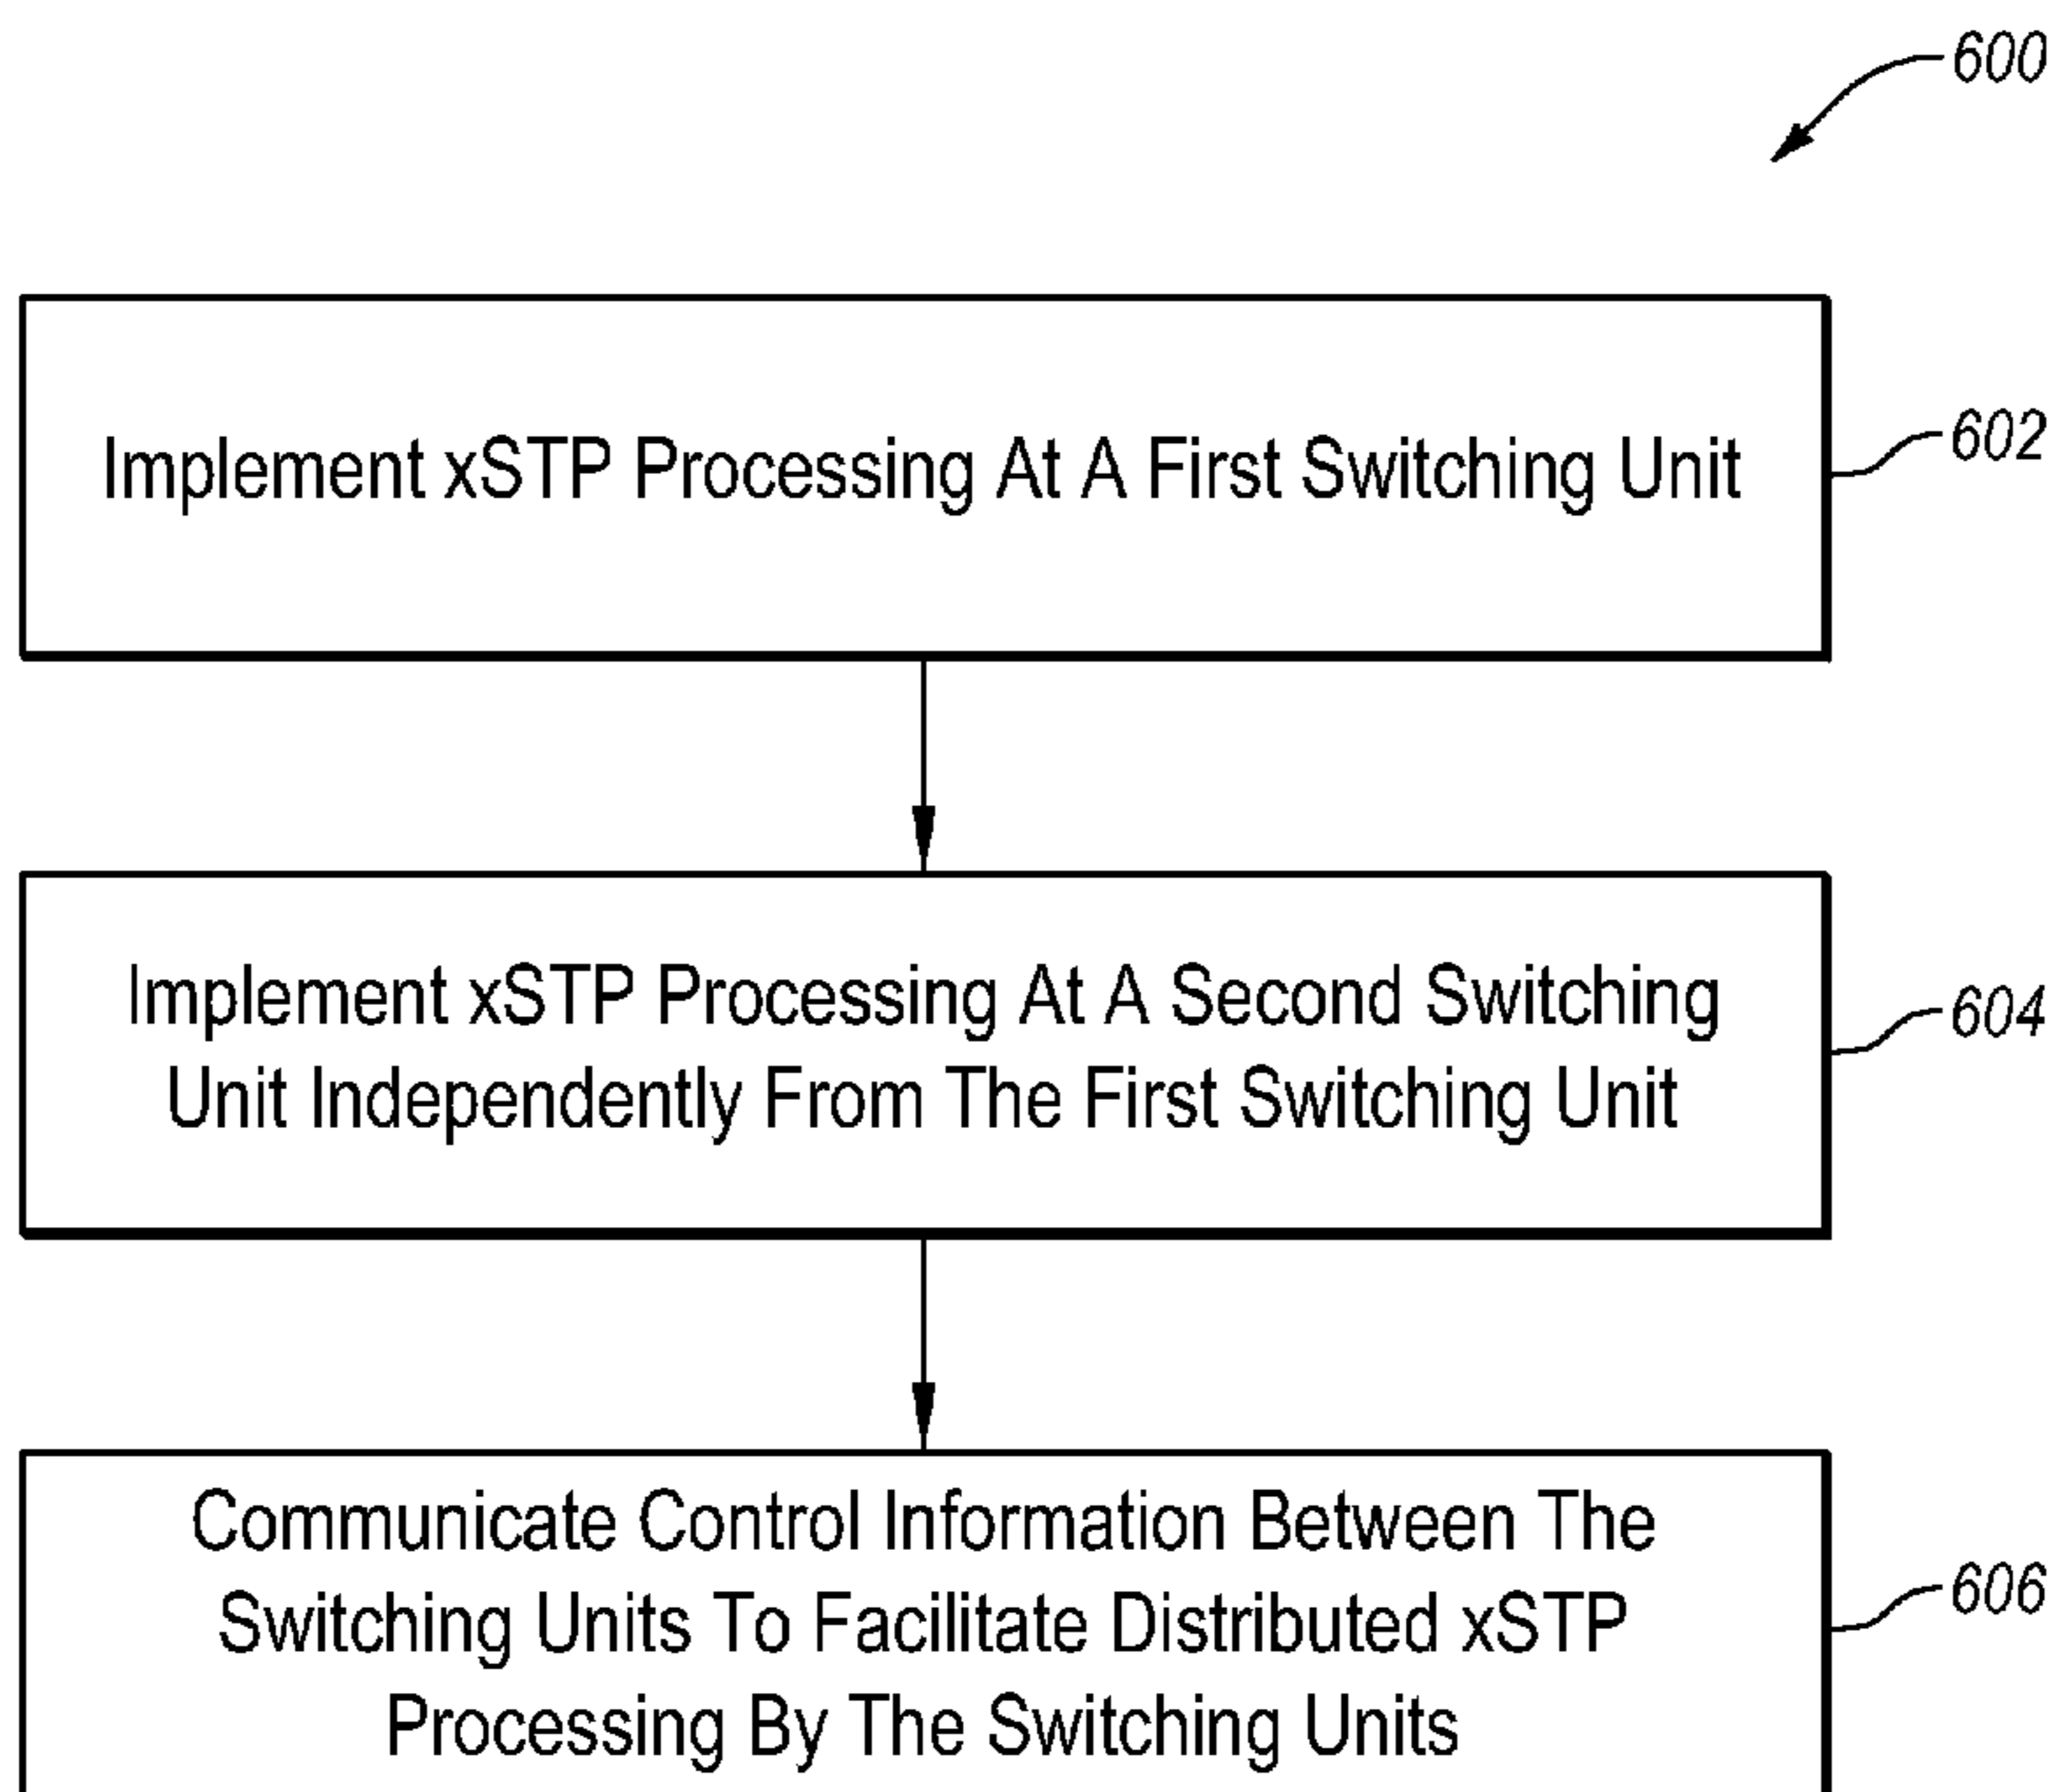 600
Implement xSTP Processing At A First Switching Unit
602
Implement xSTP Processing At A Second Switching
Unit Independently From The First Switching Unit
604
Communicate Control Information Between The
Switching Units To Facilitate Distributed xSTP
Processing By The Switching Units
606